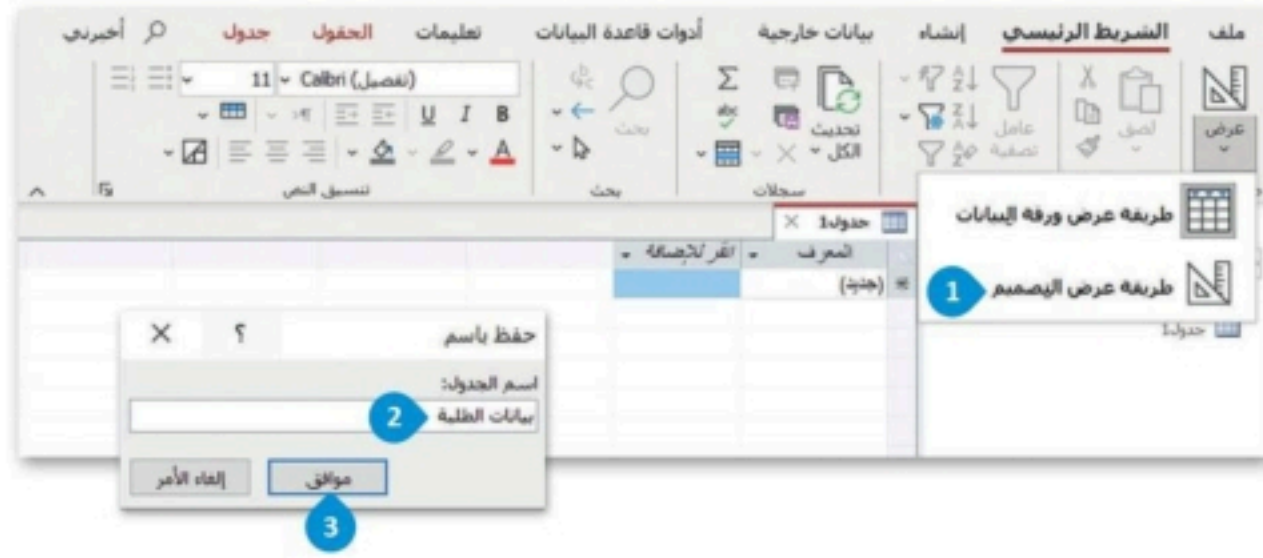 ملف الشريط الرئيسي إنشاء بيانات خارجية أدوات قاعدة البيانات تعليمات الحقول جدول أخبرني
عرض
لصق
عامل تصفية
تحديث الكل
سجلات
بحث
بحث
Calibri (تفصيل) 11
B I U
A
تنسيق النص
طريقة عرض ورقة البيانات
1 طريقة عرض التصميم
جدول1
جدول1
المعرف انقر للإضافة
(جديد)
حفظ باسم ؟
اسم الجدول:
بيانات الطلبة 2
موافق إلغاء الأمر
3